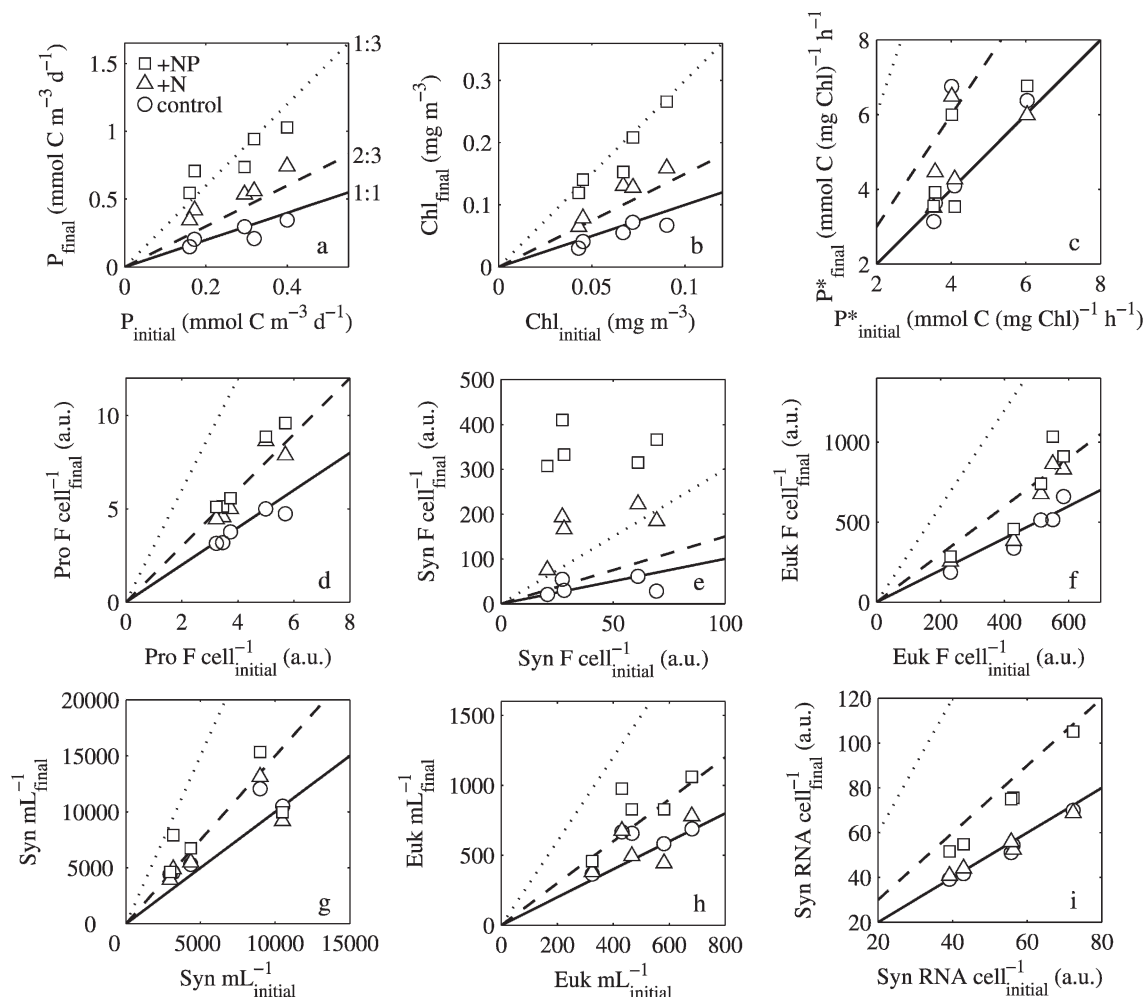 P_final (mmol C m⁻³ d⁻¹)
1.5
1
0.5
0
□ +NP
△ +N
○ control
1:3
2:3
1:1
a
0 0.2 0.4
P_initial (mmol C m⁻³ d⁻¹)
Chl_final (mg m⁻³)
0.3
0.2
0.1
0
b
0 0.05 0.1
Chl_initial (mg m⁻³)
P*_final (mmol C (mg Chl)⁻¹ h⁻¹
8
6
4
2
c
2 4 6 8
P*_initial (mmol C (mg Chl)⁻¹ h⁻¹)
Pro F cell⁻¹_final (a.u.)
10
5
0
d
0 2 4 6 8
Pro F cell⁻¹_initial (a.u.)
Syn F cell⁻¹_final (a.u.)
500
400
300
200
100
0
e
0 50 100
Syn F cell⁻¹_initial (a.u.)
Euk F cell⁻¹_final (a.u.)
1000
500
0
f
0 200 400 600
Euk F cell⁻¹_initial (a.u.)
Syn mL⁻¹_final
20000
15000
10000
5000
0
g
0 5000 10000 15000
Syn mL⁻¹_initial
Euk mL⁻¹_final
1500
1000
500
0
h
0 200 400 600 800
Euk mL⁻¹_initial
Syn RNA cell⁻¹_final (a.u.)
120
100
80
60
40
20
i
20 40 60 80
Syn RNA cell⁻¹_initial (a.u.)